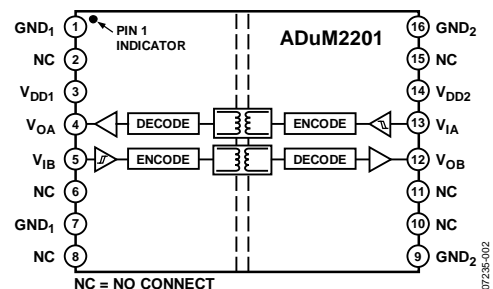 GND1 1 PIN 1 INDICATOR ADuM2201 16 GND2
NC 2 15 NC
VDD1 3 14 VDD2
VOA 4 DECODE ENCODE 13 VIA
VIB 5 ENCODE DECODE 12 VOB
NC 6 11 NC
GND1 7 10 NC
NC 8 9 GND2
NC = NO CONNECT
07235-002